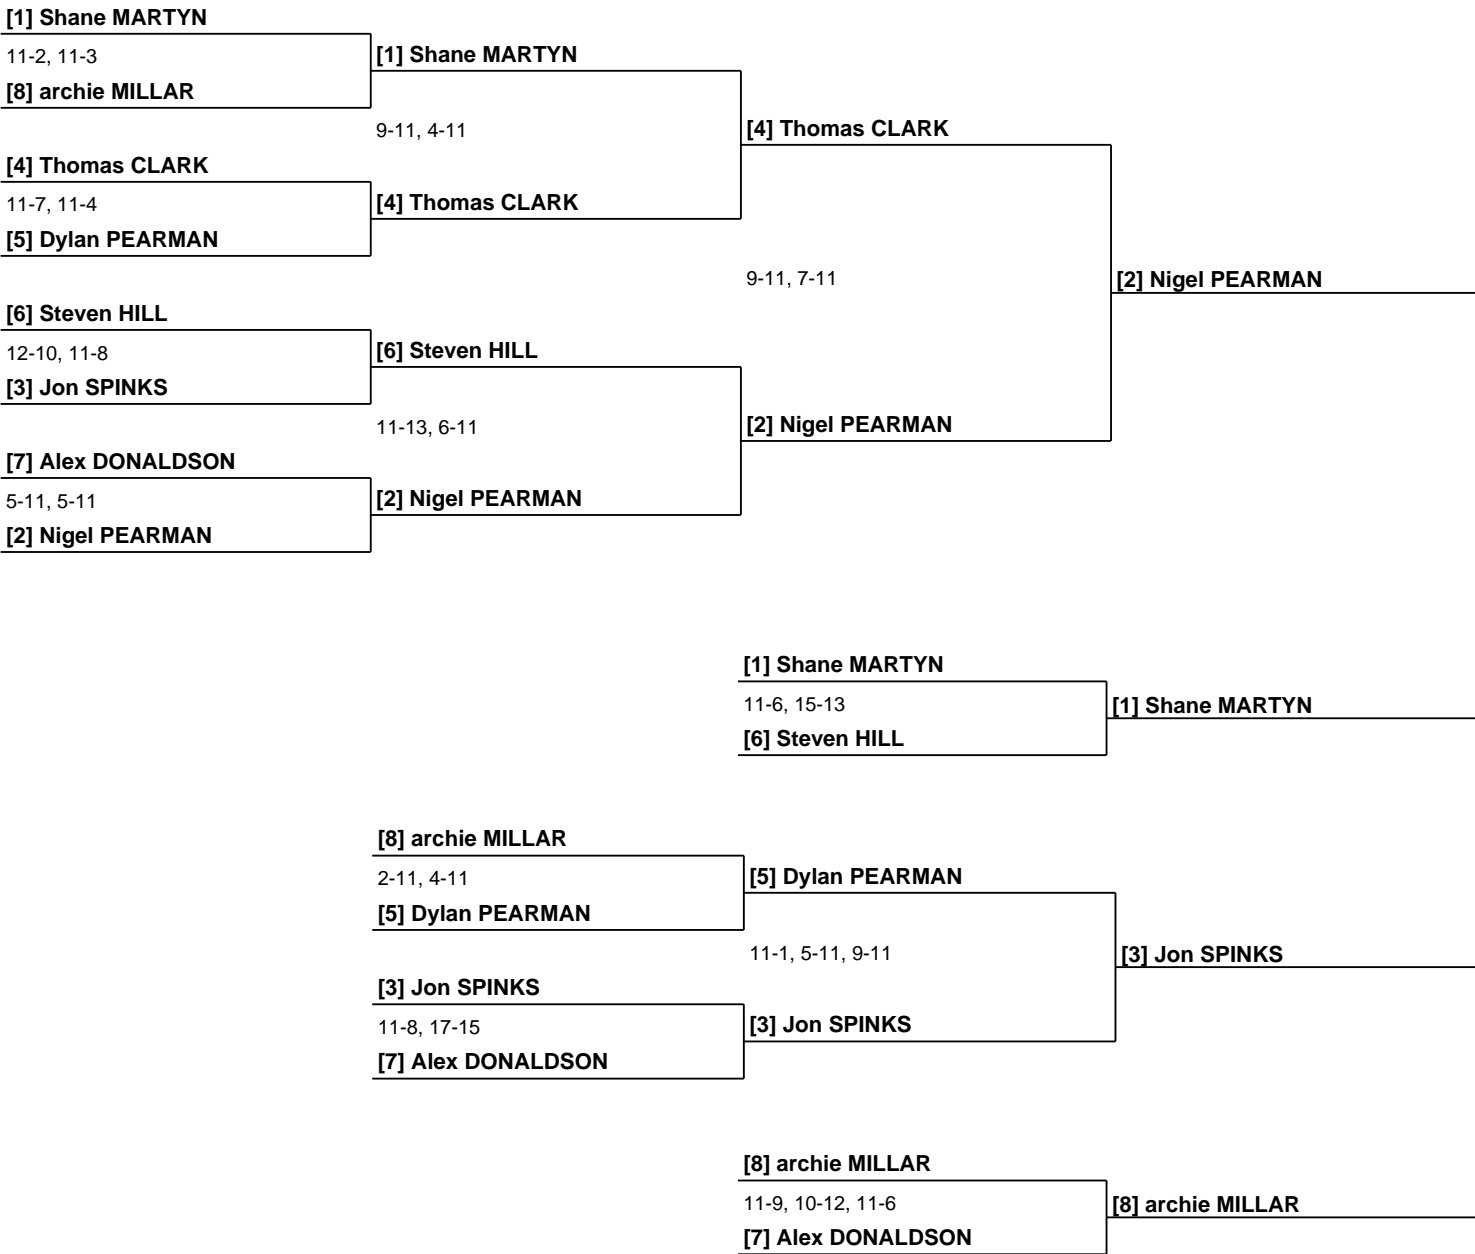 [1] Shane MARTYN
11-2, 11-3
[1] Shane MARTYN
[8] archie MILLAR
9-11, 4-11
[4] Thomas CLARK
[4] Thomas CLARK
11-7, 11-4
[4] Thomas CLARK
[5] Dylan PEARMAN
9-11, 7-11
[2] Nigel PEARMAN
[6] Steven HILL
12-10, 11-8
[6] Steven HILL
[3] Jon SPINKS
11-13, 6-11
[2] Nigel PEARMAN
[7] Alex DONALDSON
5-11, 5-11
[2] Nigel PEARMAN
[2] Nigel PEARMAN
[1] Shane MARTYN
11-6, 15-13
[1] Shane MARTYN
[6] Steven HILL
[8] archie MILLAR
2-11, 4-11
[5] Dylan PEARMAN
[5] Dylan PEARMAN
11-1, 5-11, 9-11
[3] Jon SPINKS
[3] Jon SPINKS
11-8, 17-15
[3] Jon SPINKS
[7] Alex DONALDSON
[8] archie MILLAR
11-9, 10-12, 11-6
[8] archie MILLAR
[7] Alex DONALDSON